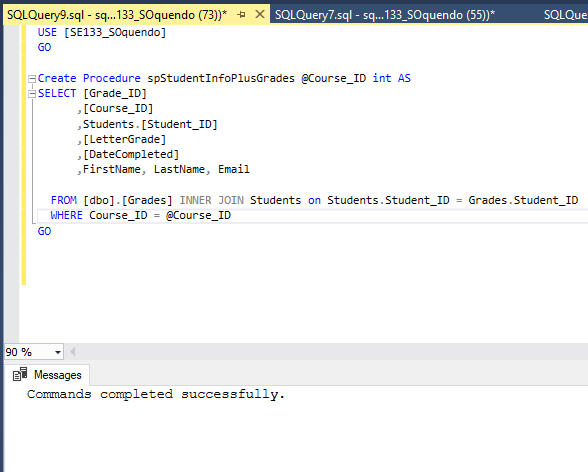 SQLQuery9.sql - sq...133_SOquendo (73))* SQLQuery7.sql - sq...133_SOquendo (55))* SQLQue
USE [SE133_SOquendo]
GO
Create Procedure spStudentInfoPlusGrades @Course_ID int AS
SELECT [Grade_ID]
,[Course_ID]
,Students.[Student_ID]
,[LetterGrade]
,[DateCompleted]
,FirstName, LastName, Email
FROM [dbo].[Grades] INNER JOIN Students on Students.Student_ID = Grades.Student_ID
WHERE Course_ID = @Course_ID
GO
90 %
Messages
Commands completed successfully.